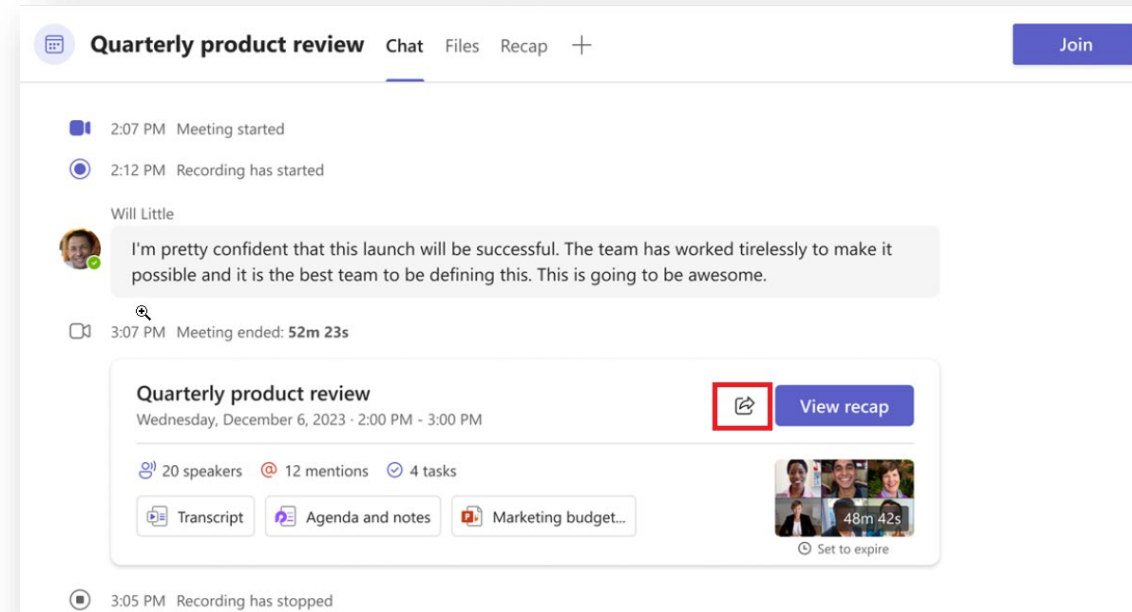 Quarterly product review Chat Files Recap Join
2:07 PM Meeting started
2:12 PM Recording has started
Will Little
I'm pretty confident that this launch will be successful. The team has worked tirelessly to make it
possible and it is the best team to be defining this. This is going to be awesome.
3:07 PM Meeting ended: 52m 23s
Quarterly product review
Wednesday, December 6, 2023 · 2:00 PM - 3:00 PM
View recap
20 speakers @ 12 mentions 4 tasks
Transcript Agenda and notes Marketing budget...
48m 42s
Set to expire
3:05 PM Recording has stopped